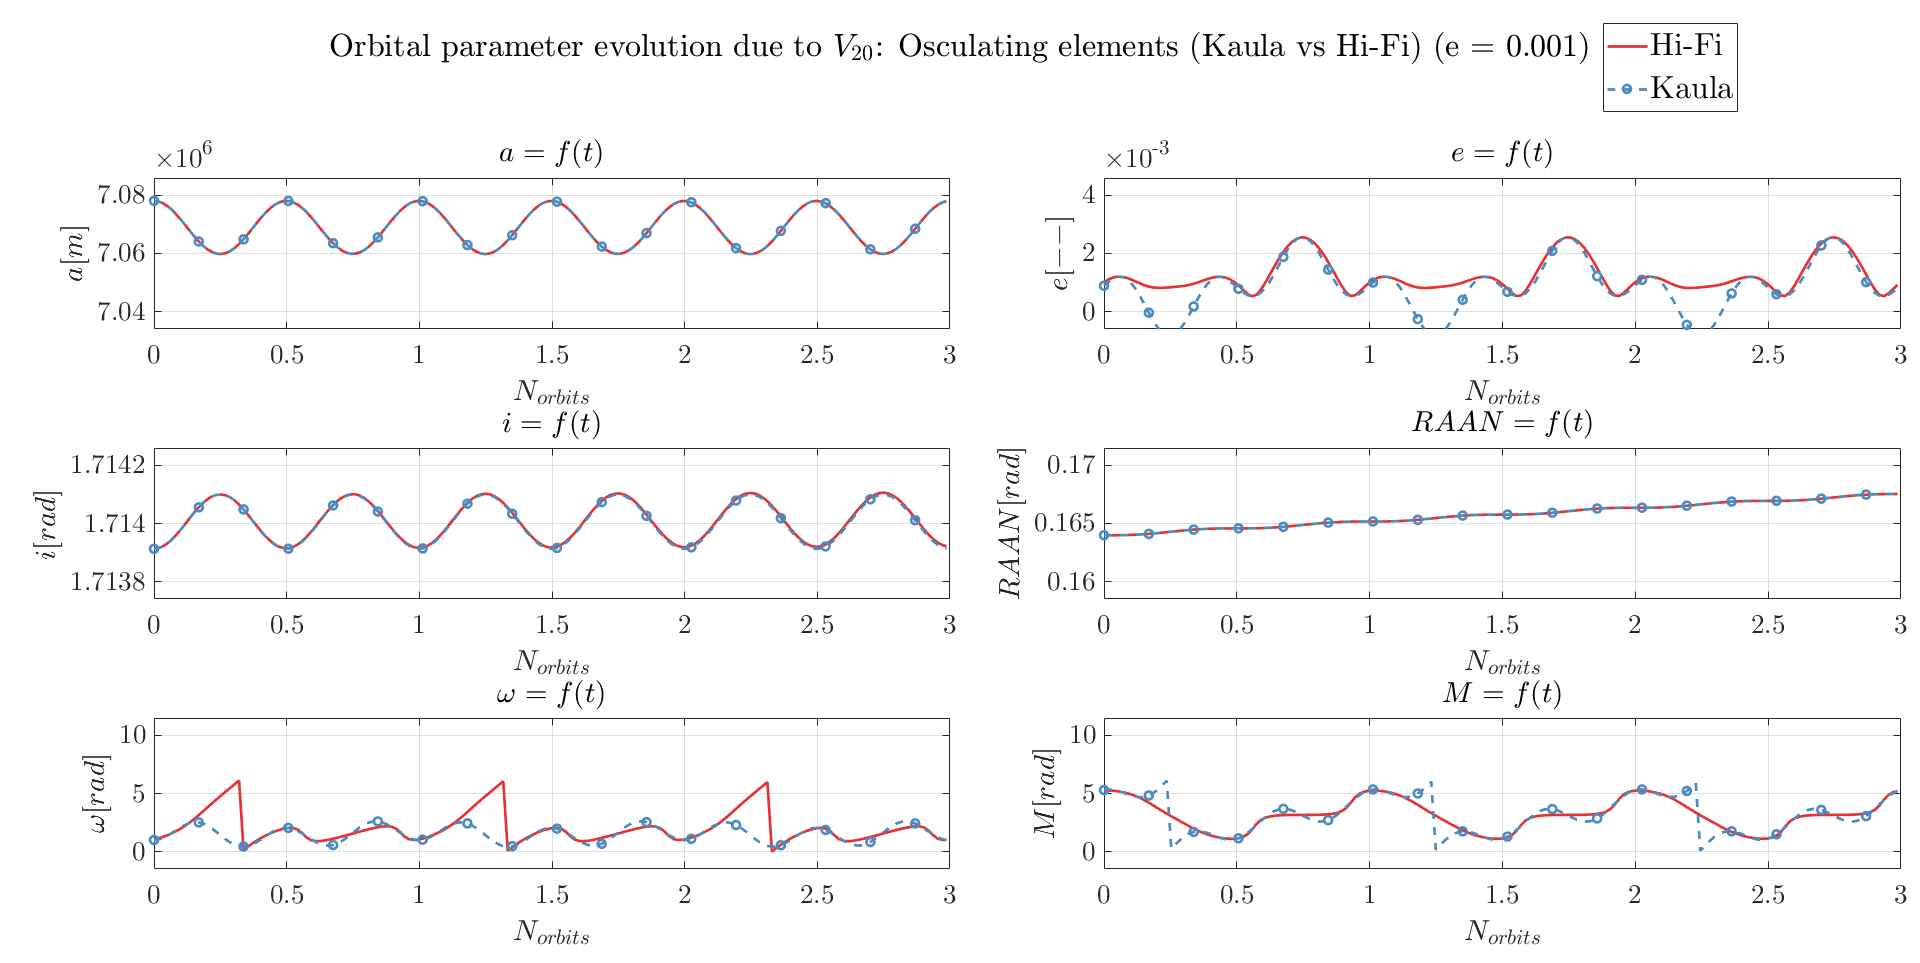 Orbital parameter evolution due to V20: Osculating elements (Kaula vs Hi-Fi) (e = 0.001)
Hi-Fi
Kaula
×10^6
a = f(t)
7.08
7.06
7.04
a[m]
0 0.5 1 1.5 2 2.5 3
N_orbits
×10^-3
e = f(t)
4
2
0
e[−−]
0 0.5 1 1.5 2 2.5 3
N_orbits
i = f(t)
1.7142
1.714
1.7138
i[rad]
0 0.5 1 1.5 2 2.5 3
N_orbits
RAAN = f(t)
0.17
0.165
0.16
RAAN[rad]
0 0.5 1 1.5 2 2.5 3
N_orbits
ω = f(t)
10
5
0
ω[rad]
0 0.5 1 1.5 2 2.5 3
N_orbits
M = f(t)
10
5
0
M[rad]
0 0.5 1 1.5 2 2.5 3
N_orbits